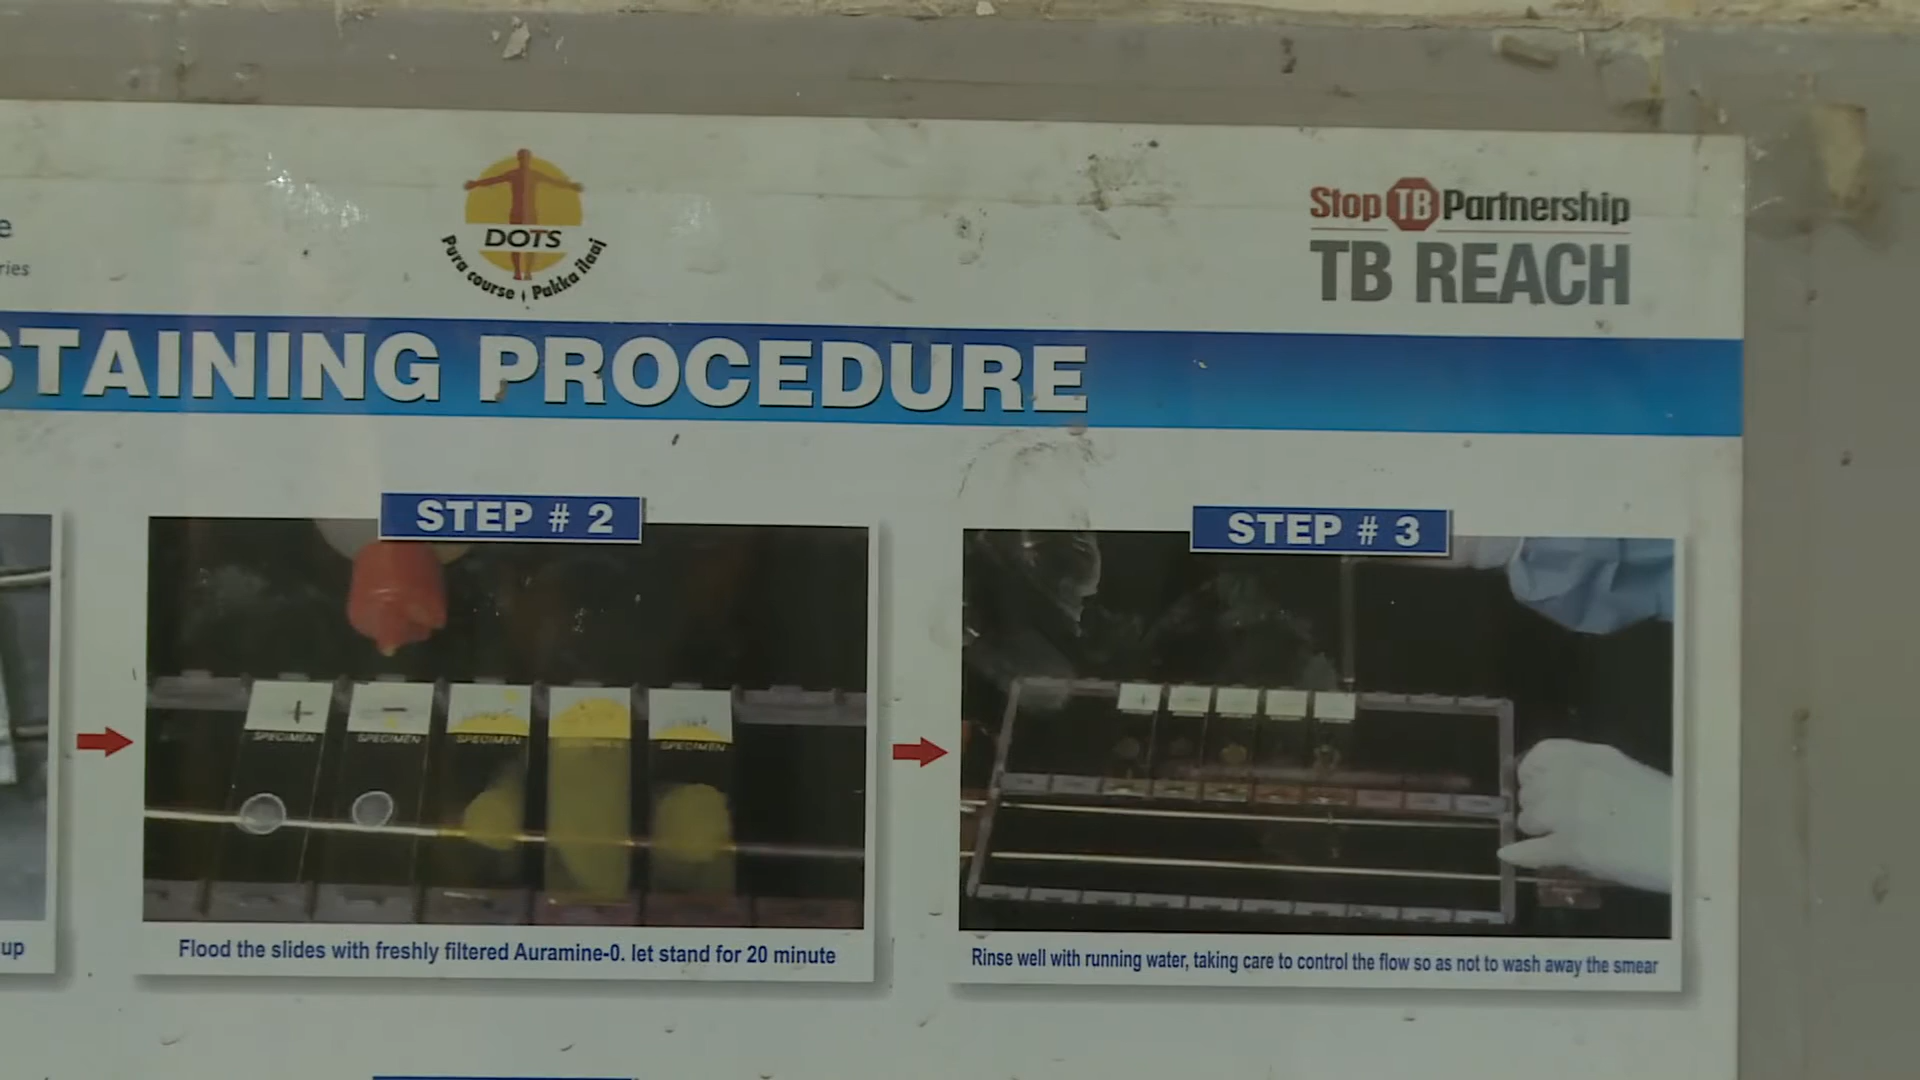 DOTS
Pura course Pakka ilaaj
Stop TB Partnership
TB REACH
STAINING PROCEDURE
STEP # 2
STEP # 3
SPECIMEN SPECIMEN SPECIMEN SPECIMEN
up
Flood the slides with freshly filtered Auramine-0. let stand for 20 minute
Rinse well with running water, taking care to control the flow so as not to wash away the smear